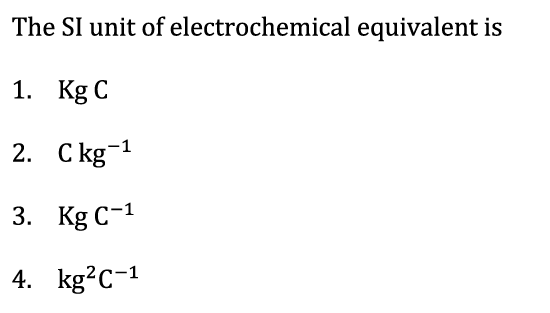 The SI unit of electrochemical equivalent is
1. Kg C
2. C kg⁻¹
3. Kg C⁻¹
4. kg²C⁻¹